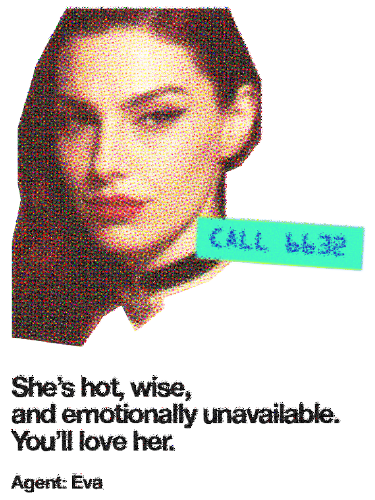 CALL 6632
She's hot, wise,
and emotionally unavailable.
You'll love her.
Agent: Eva